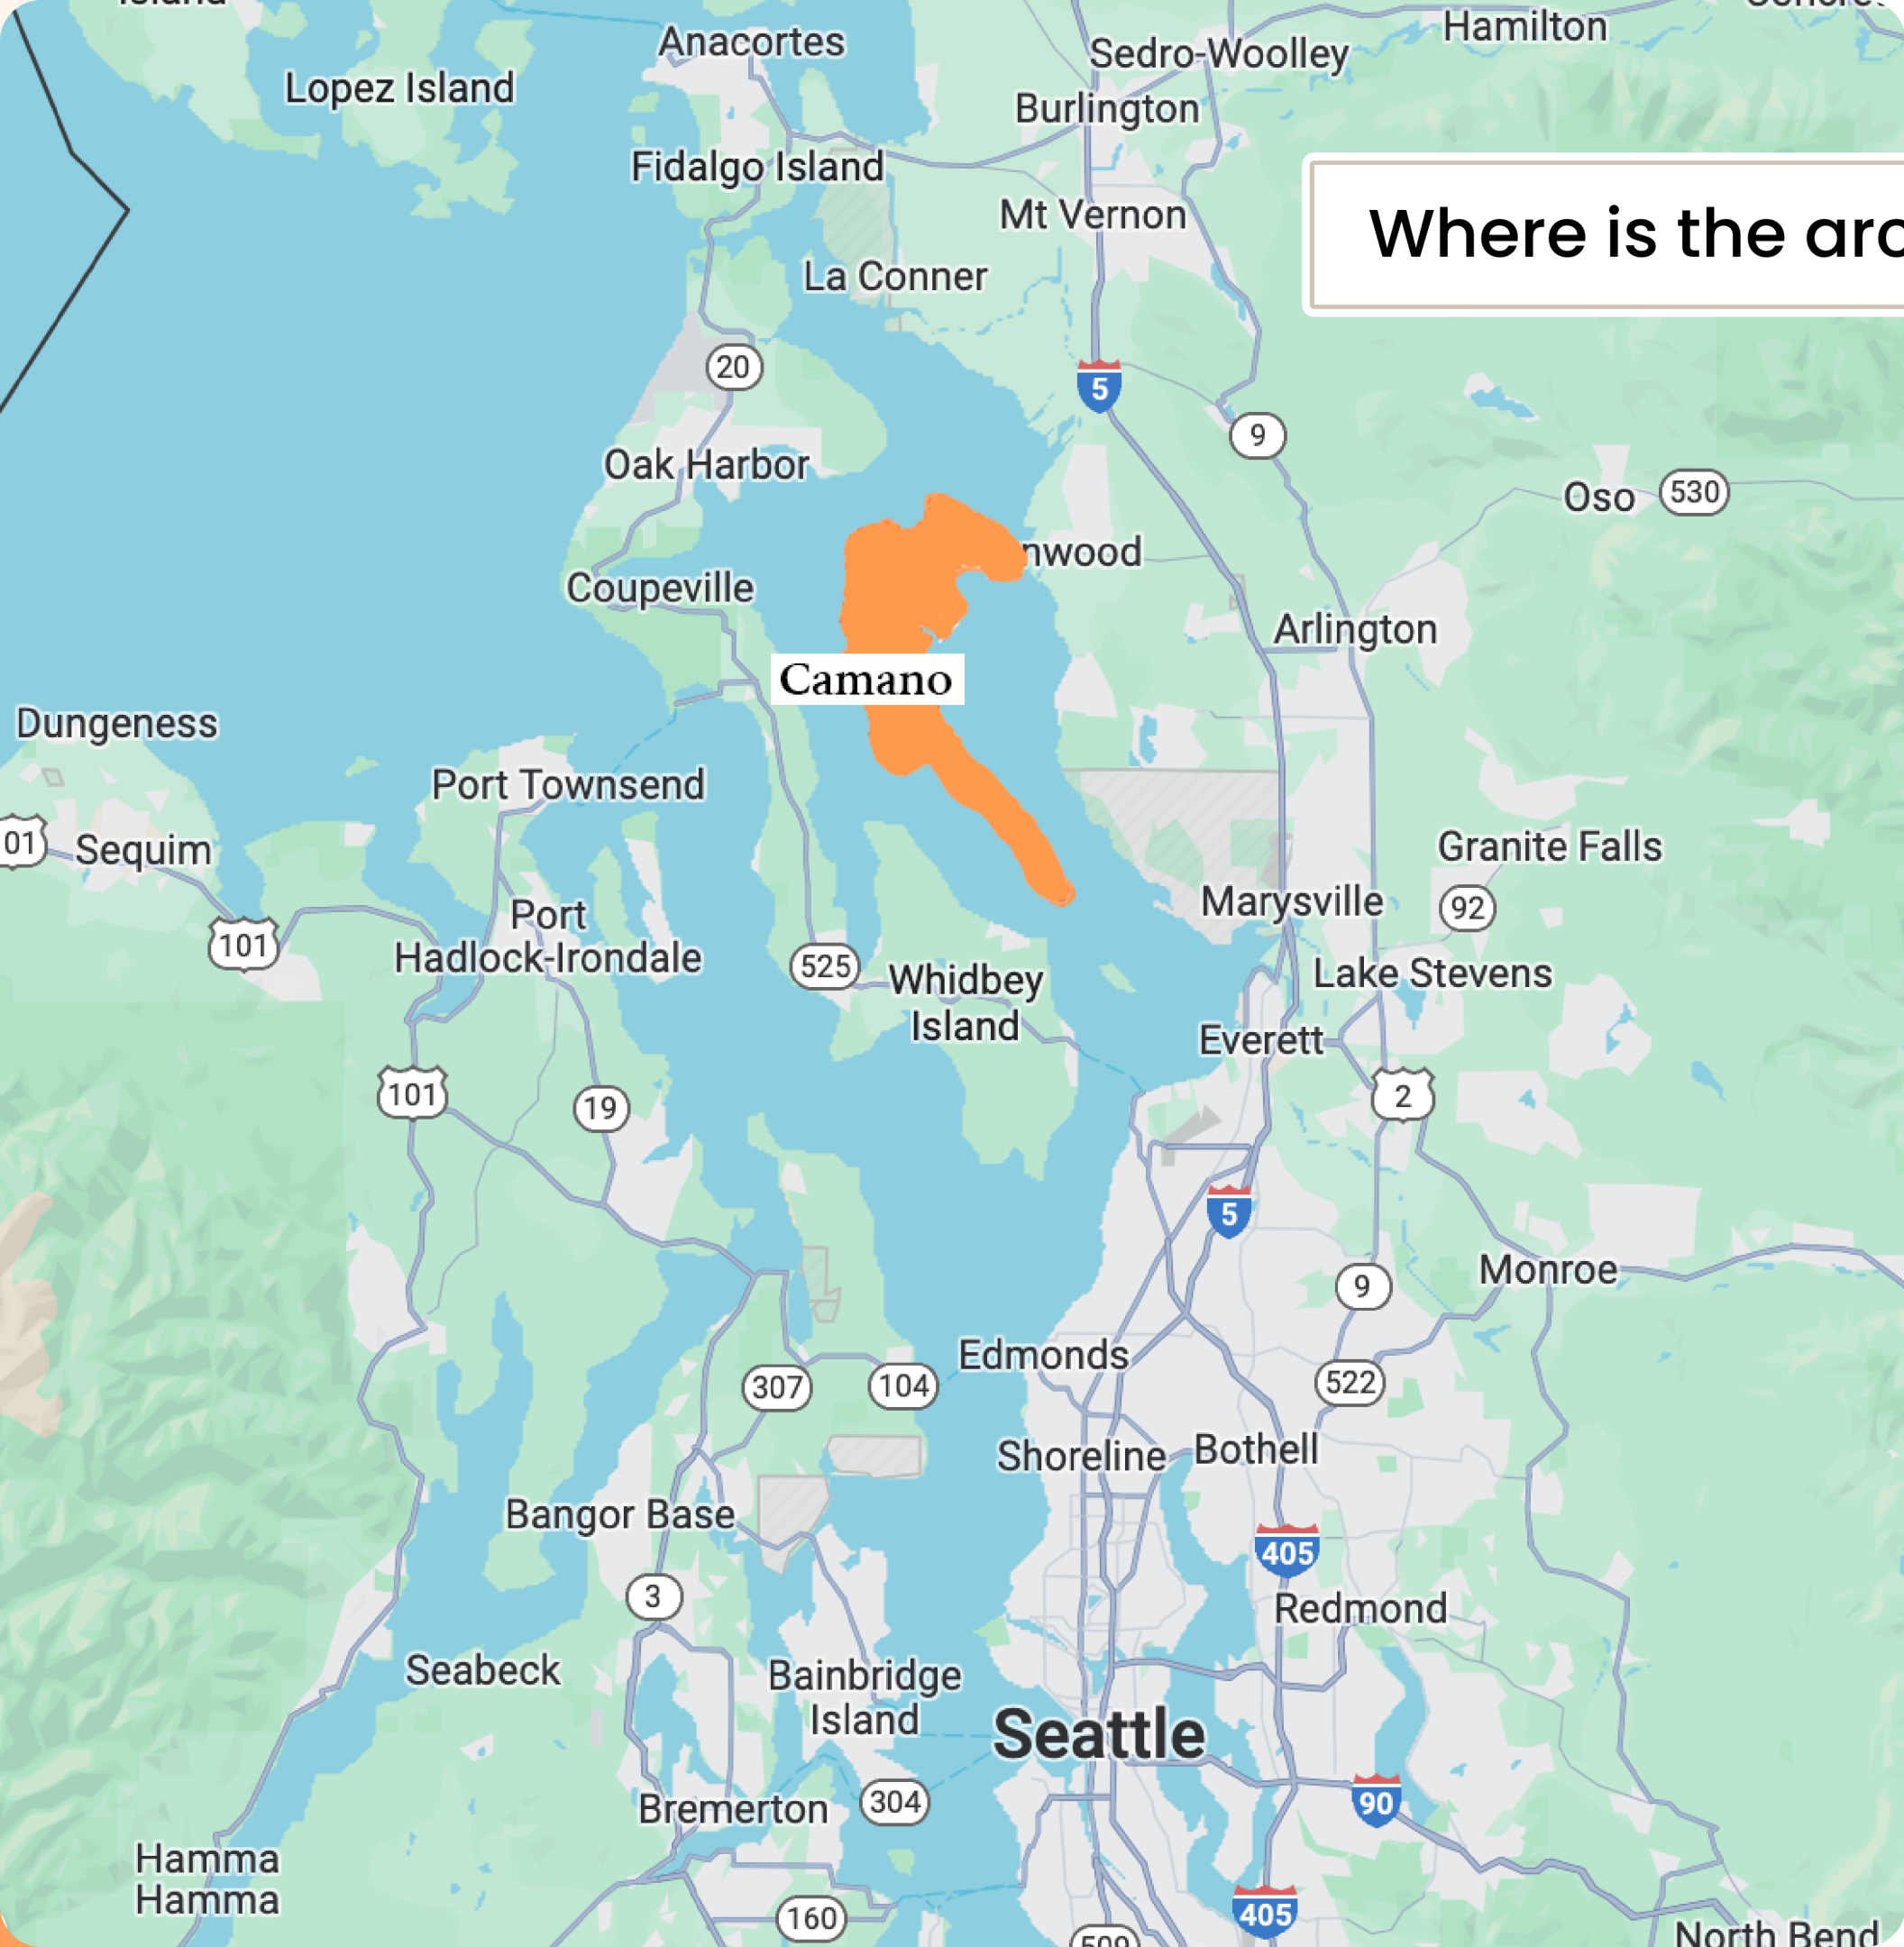 Anacortes
Sedro-Woolley
Hamilton
Lopez Island
Burlington
Fidalgo Island
Mt Vernon
Where is the arc
La Conner
20
5
9
Oak Harbor
Oso
530
nwood
Coupeville
Arlington
Camano
Dungeness
Port Townsend
01
Sequim
Granite Falls
Marysville
92
Port
Hadlock-Irondale
101
525
Whidbey
Island
Lake Stevens
Everett
101
19
2
5
Monroe
9
Edmonds
307
104
522
Shoreline
Bothell
Bangor Base
405
3
Redmond
Seabeck
Bainbridge
Island
Seattle
Bremerton
304
90
Hamma
Hamma
160
405
509
North Bend